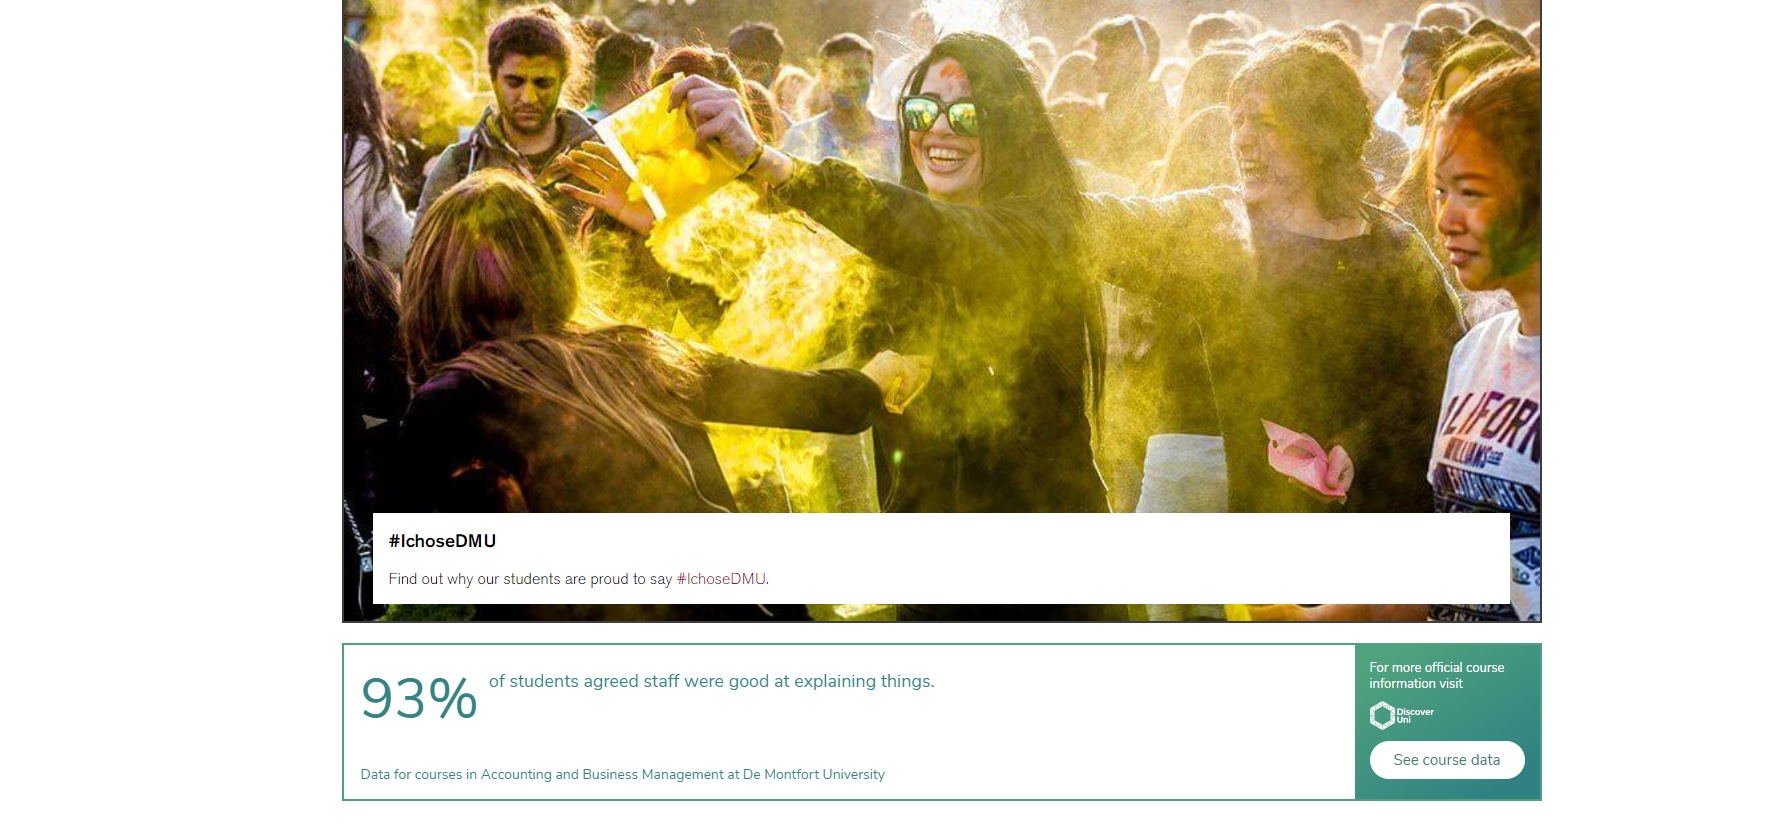 #IchoseDMU
Find out why our students are proud to say #IchoseDMU.
93% of students agreed staff were good at explaining things.
Data for courses in Accounting and Business Management at De Montfort University
For more official course
information visit
Discover
Uni
See course data